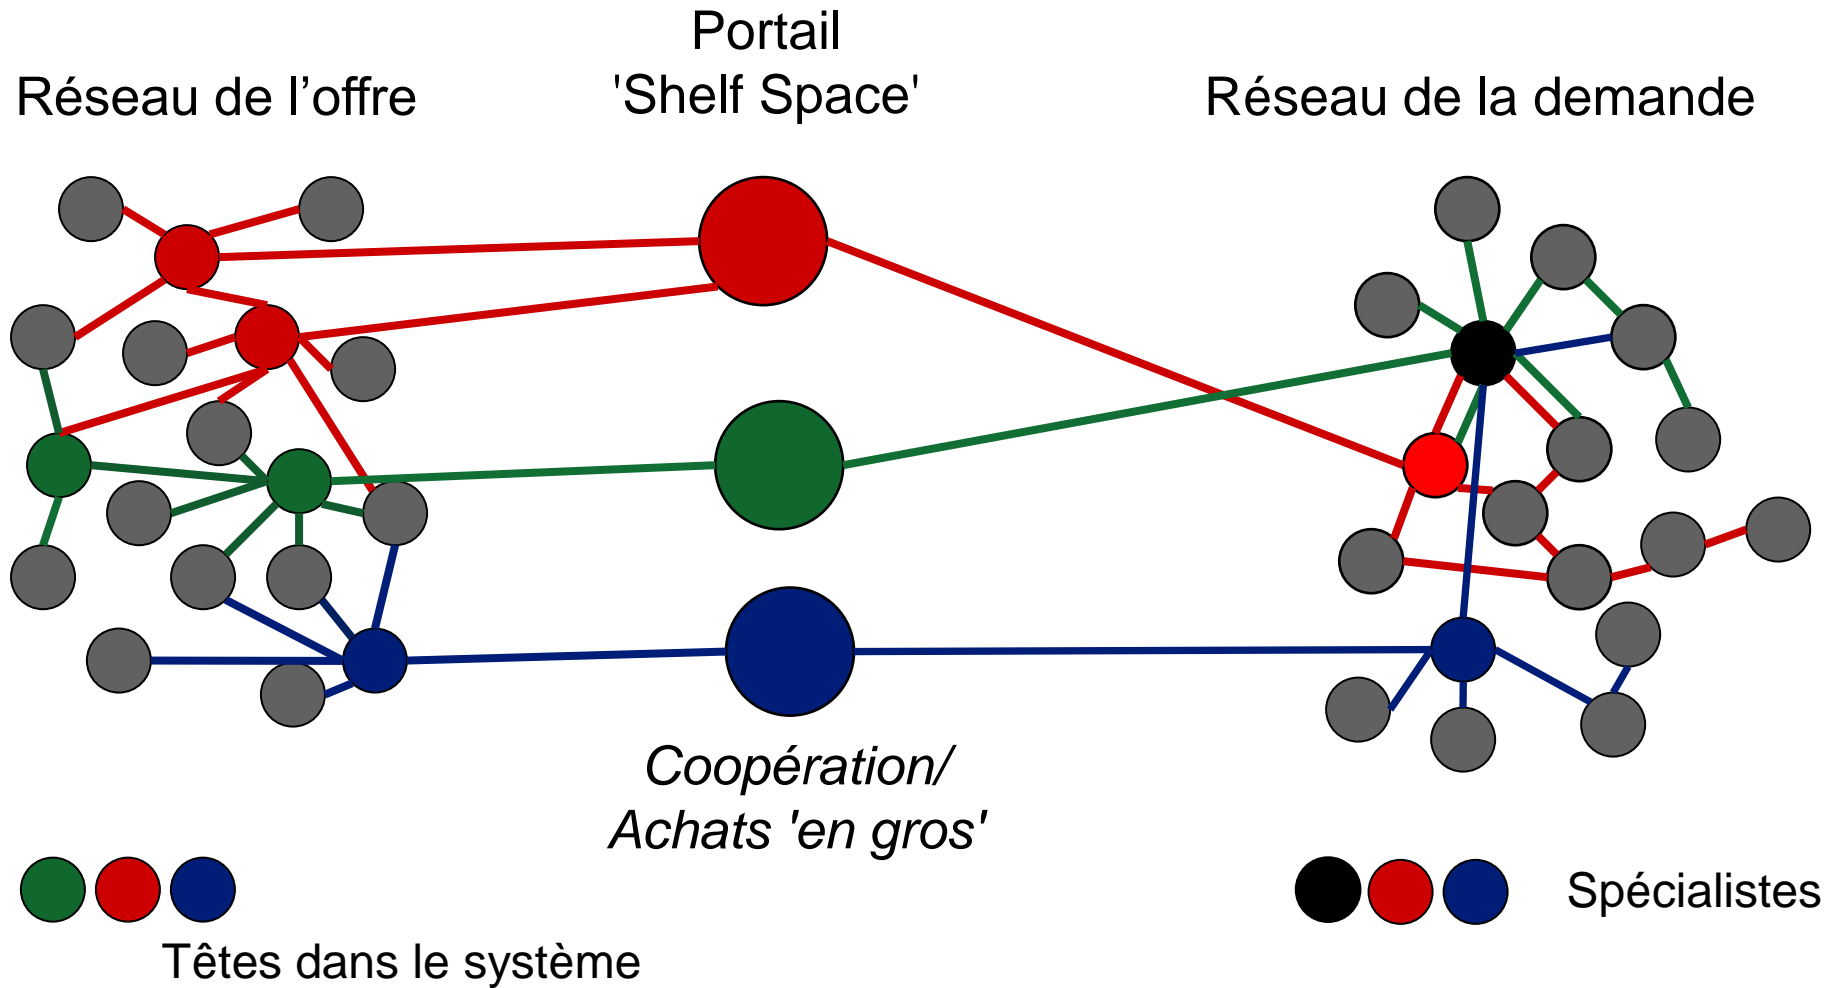 Portail
'Shelf Space'
Réseau de l’offre
Réseau de la demande
Coopération/
Achats 'en gros'
Spécialistes
Têtes dans le système